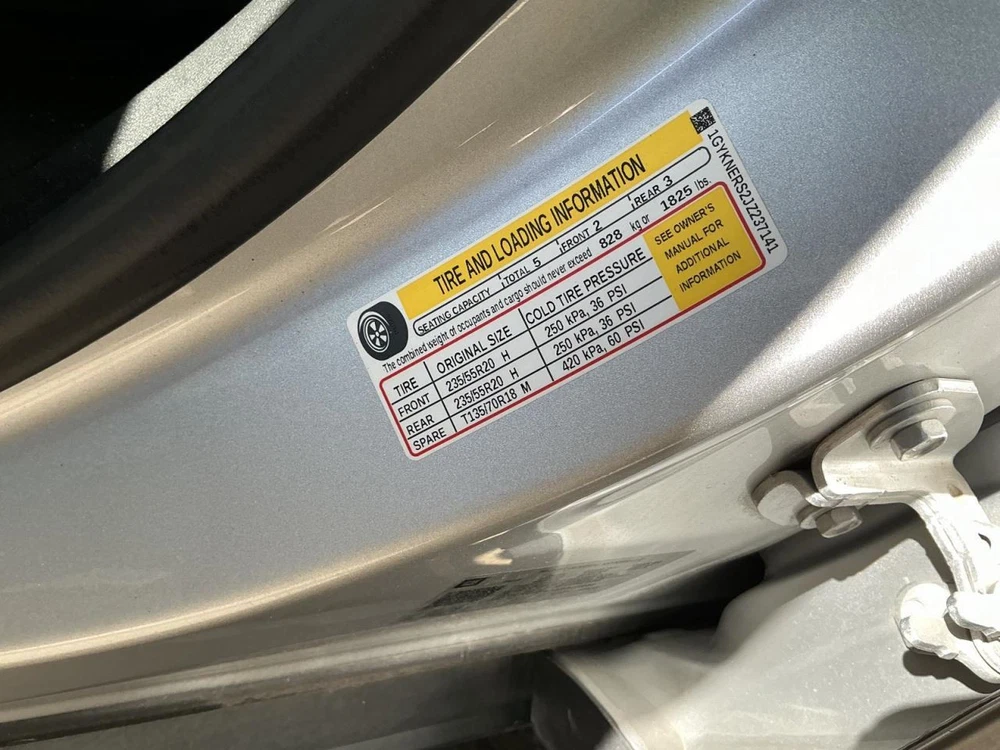 TIRE AND LOADING INFORMATION
SEATING CAPACITY TOTAL 5 FRONT 2 REAR 3
The combined weight of occupants and cargo should never exceed 828 kg or 1825 lbs.
TIRE ORIGINAL SIZE COLD TIRE PRESSURE
FRONT 235/55R20 H 250 kPa, 36 PSI
REAR 235/55R20 H 250 kPa, 36 PSI
SPARE T135/70R18 M 420 kPa, 60 PSI
SEE OWNER'S
MANUAL FOR
ADDITIONAL
INFORMATION
1GYKNERS2JZ237141